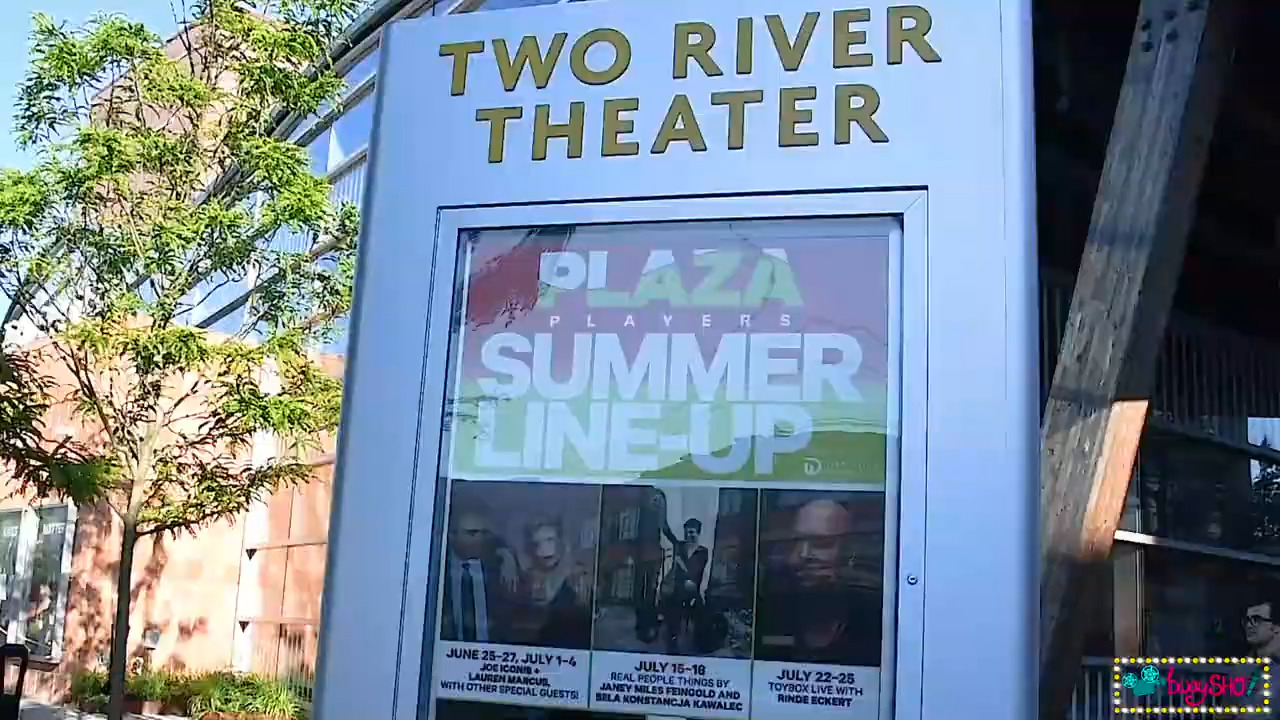 TWO RIVER
THEATER
PLAZA
PLAYERS
SUMMER
LINE-UP
JUNE 25-27, JULY 1-4
JOE ICONIS +
LAUREN MARCUS,
WITH OTHER SPECIAL GUESTS!
JULY 15-18
REAL PEOPLE THINGS BY
JANEY MILES FEINGOLD AND
BELA KONSTANCJA KAWALEC
JULY 22-25
TOYBOX LIVE WITH
RINDE ECKERT